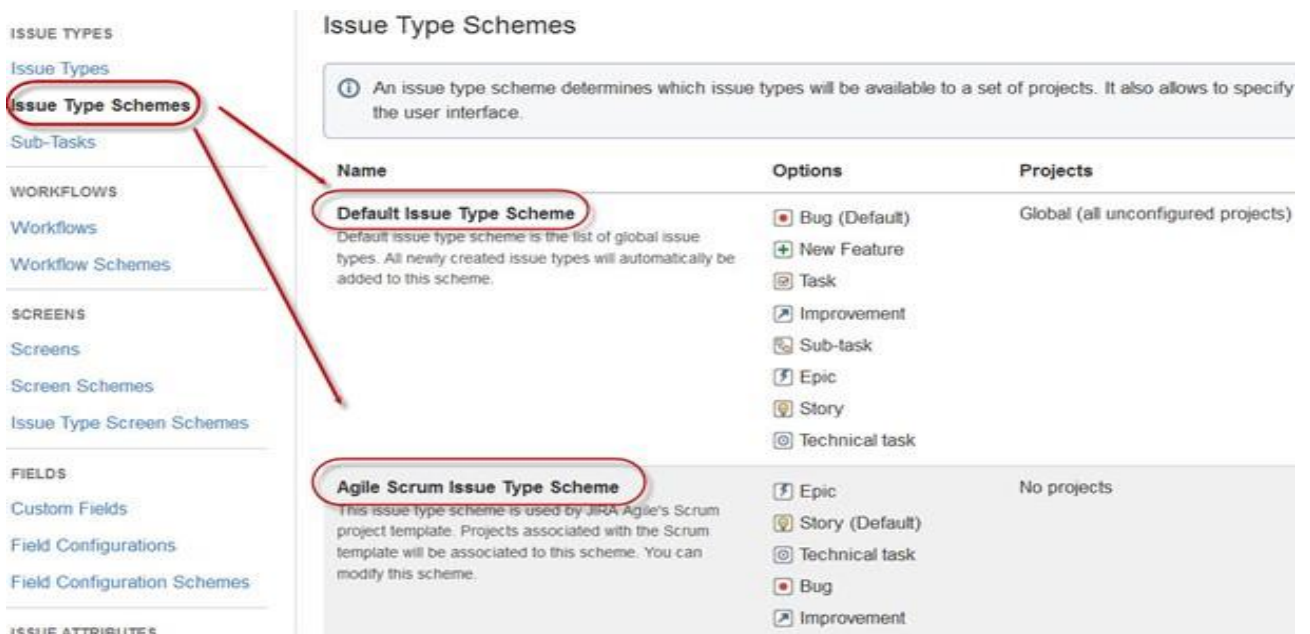 ISSUE TYPES
Issue Types
Issue Type Schemes
Sub-Tasks
WORKFLOWS
Workflows
Workflow Schemes
SCREENS
Screens
Screen Schemes
Issue Type Screen Schemes
FIELDS
Custom Fields
Field Configurations
Field Configuration Schemes
ISSUE ATTRIBUTES
Issue Type Schemes
An issue type scheme determines which issue types will be available to a set of projects. It also allows to specify
the user interface.
Name Options Projects
Default Issue Type Scheme
Default issue type scheme is the list of global issue
types. All newly created issue types will automatically be
added to this scheme.
Bug (Default)
New Feature
Task
Improvement
Sub-task
Epic
Story
Technical task
Global (all unconfigured projects)
Agile Scrum Issue Type Scheme
This issue type scheme is used by JIRA Agile's Scrum
project template. Projects associated with the Scrum
template will be associated to this scheme. You can
modify this scheme.
Epic
Story (Default)
Technical task
Bug
Improvement
No projects